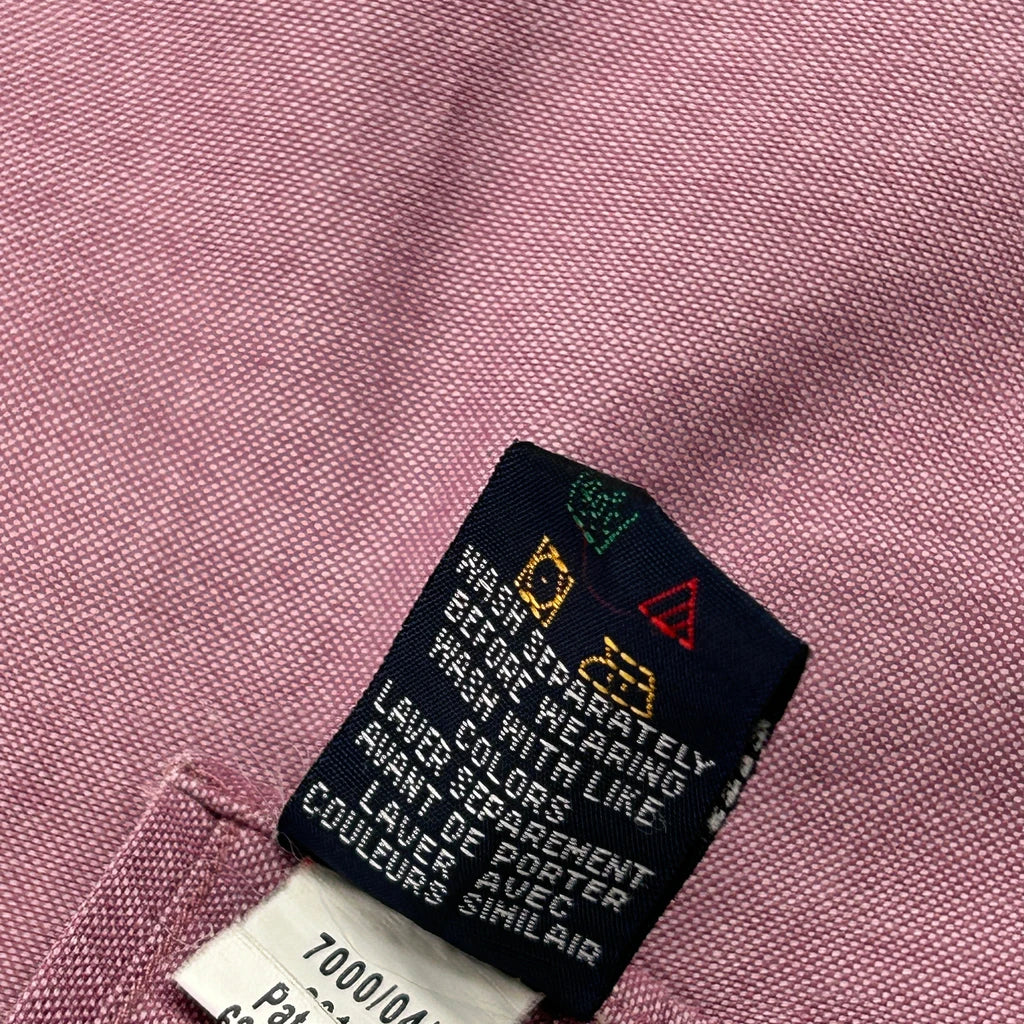 WASH SEPARATELY
BEFORE WEARING
WASH WITH LIKE
COLORS
LAVER SEPAREMENT
AVANT DE PORTER
LAVER AVEC
COULEURS SIMILAIR
7000/04
Pat